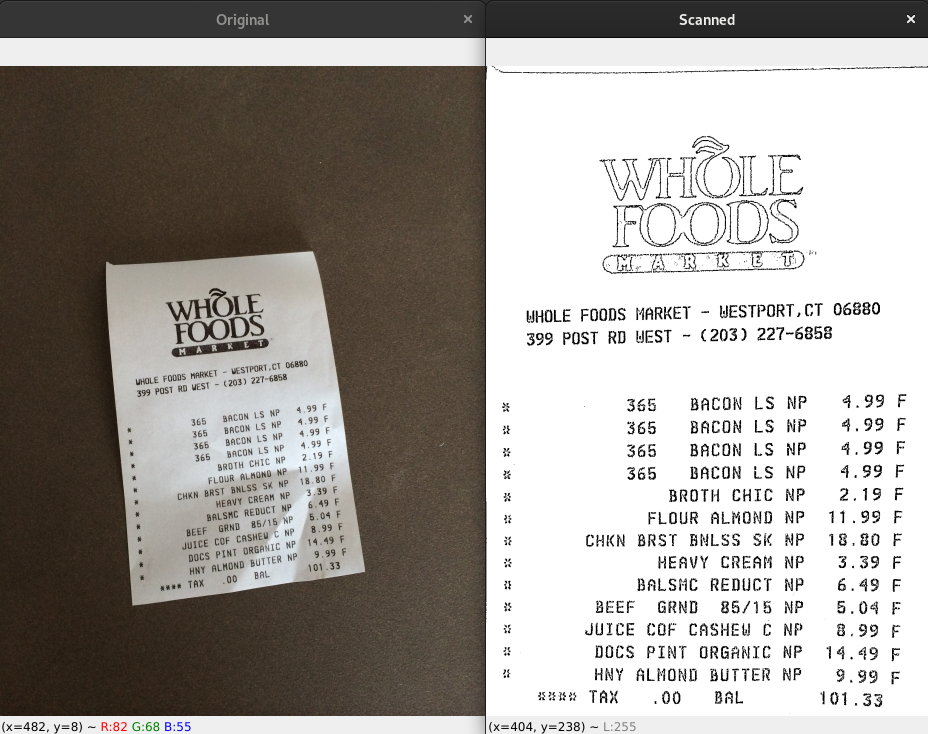 Original ×
WHOLE
FOODS
MARKET
WHOLE FOODS MARKET - WESTPORT,CT 06880
399 POST RD WEST - (203) 227-6858
* 365 BACON LS NP 4.99 F
* 365 BACON LS NP 4.99 F
* 365 BACON LS NP 4.99 F
* 365 BACON LS NP 4.99 F
* BROTH CHIC NP 2.19 F
* FLOUR ALMOND NP 11.99 F
* CHKN BRST BNLSS SK NP 18.80 F
* HEAVY CREAM NP 3.39 F
* BALSMC REDUCT NP 6.49 F
* BEEF GRND 85/15 NP 5.04 F
* JUICE COF CASHEW C NP 8.99 F
* DOCS PINT ORGANIC NP 14.49 F
* HNY ALMOND BUTTER NP 9.99 F
**** TAX .00 BAL 101.33
(x=482, y=8) ~ R:82 G:68 B:55
Scanned ×
WHOLE
FOODS
MARKET
WHOLE FOODS MARKET - WESTPORT,CT 06880
399 POST RD WEST - (203) 227-6858
* 365 BACON LS NP 4.99 F
* 365 BACON LS NP 4.99 F
* 365 BACON LS NP 4.99 F
* 365 BACON LS NP 4.99 F
* BROTH CHIC NP 2.19 F
* FLOUR ALMOND NP 11.99 F
* CHKN BRST BNLSS SK NP 18.80 F
* HEAVY CREAM NP 3.39 F
* BALSMC REDUCT NP 6.49 F
* BEEF GRND 85/15 NP 5.04 F
* JUICE COF CASHEW C NP 8.99 F
* DOCS PINT ORGANIC NP 14.49 F
* HNY ALMOND BUTTER NP 9.99 F
**** TAX .00 BAL 101.33
(x=404, y=238) ~ L:255